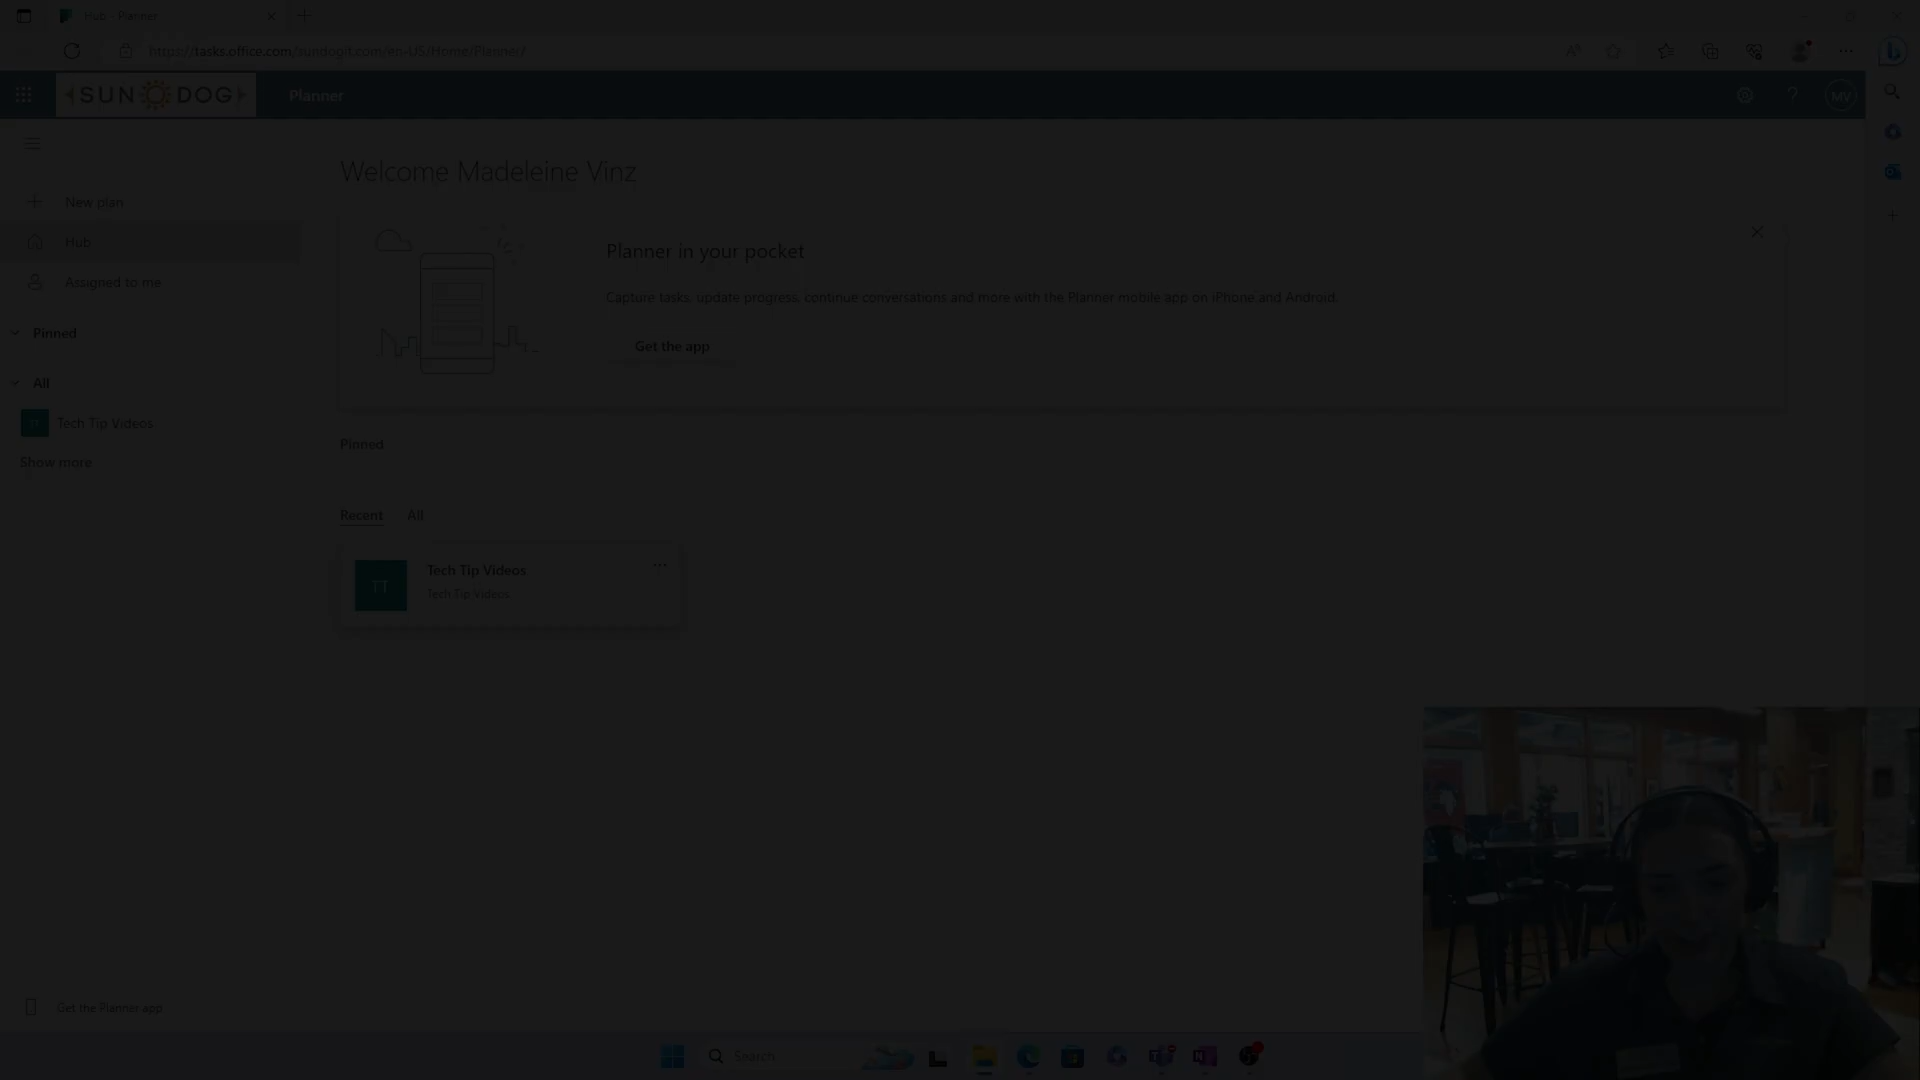 Hub - Planner
https://tasks.office.com/sundogit.com/en-US/Home/Planner/
SUN DOG
Planner
MV
Welcome Madeleine Vinz
New plan
Hub
Assigned to me
Pinned
All
Tech Tip Videos
Show more
Planner in your pocket
Capture tasks, update progress, continue conversations and more with the Planner mobile app on iPhone and Android.
Get the app
Pinned
Recent All
TT
Tech Tip Videos
Tech Tip Videos
Get the Planner app
Search